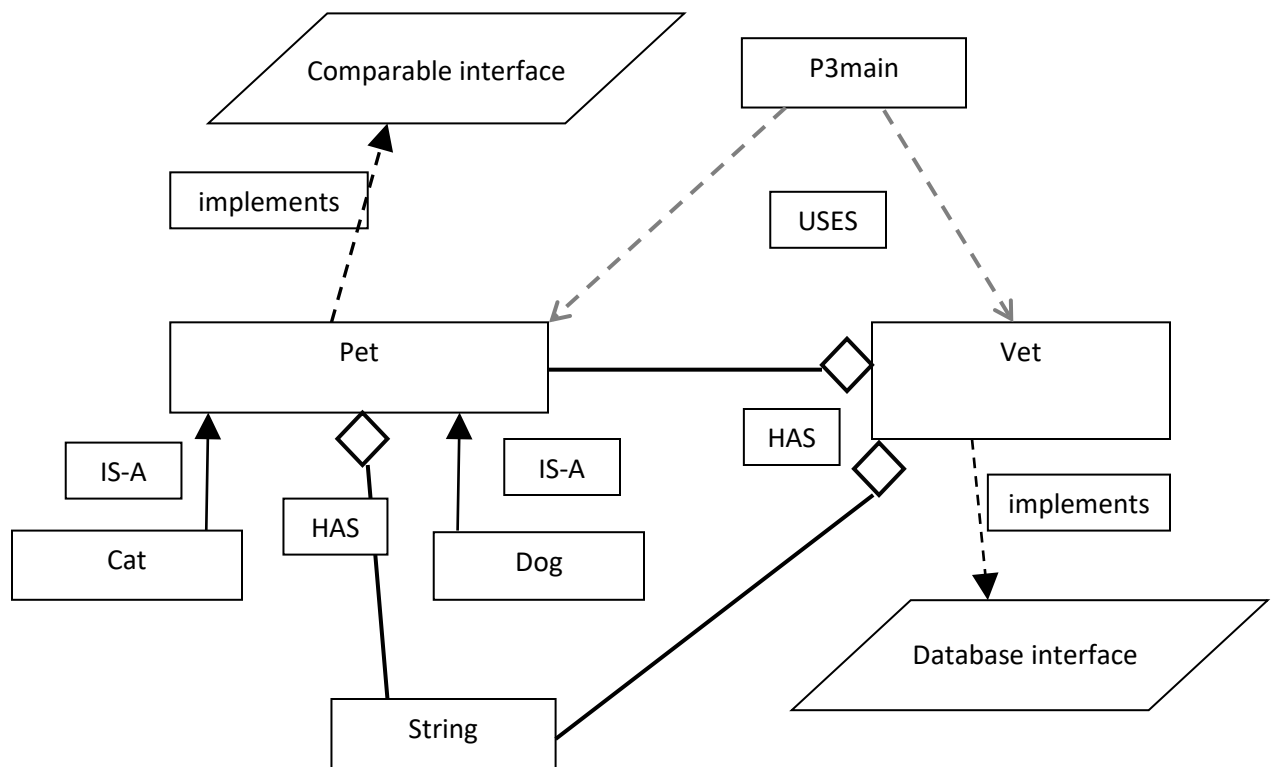 Comparable interface
P3main
implements
USES
Pet
Vet
HAS
IS-A
IS-A
implements
HAS
Cat
Dog
Database interface
String